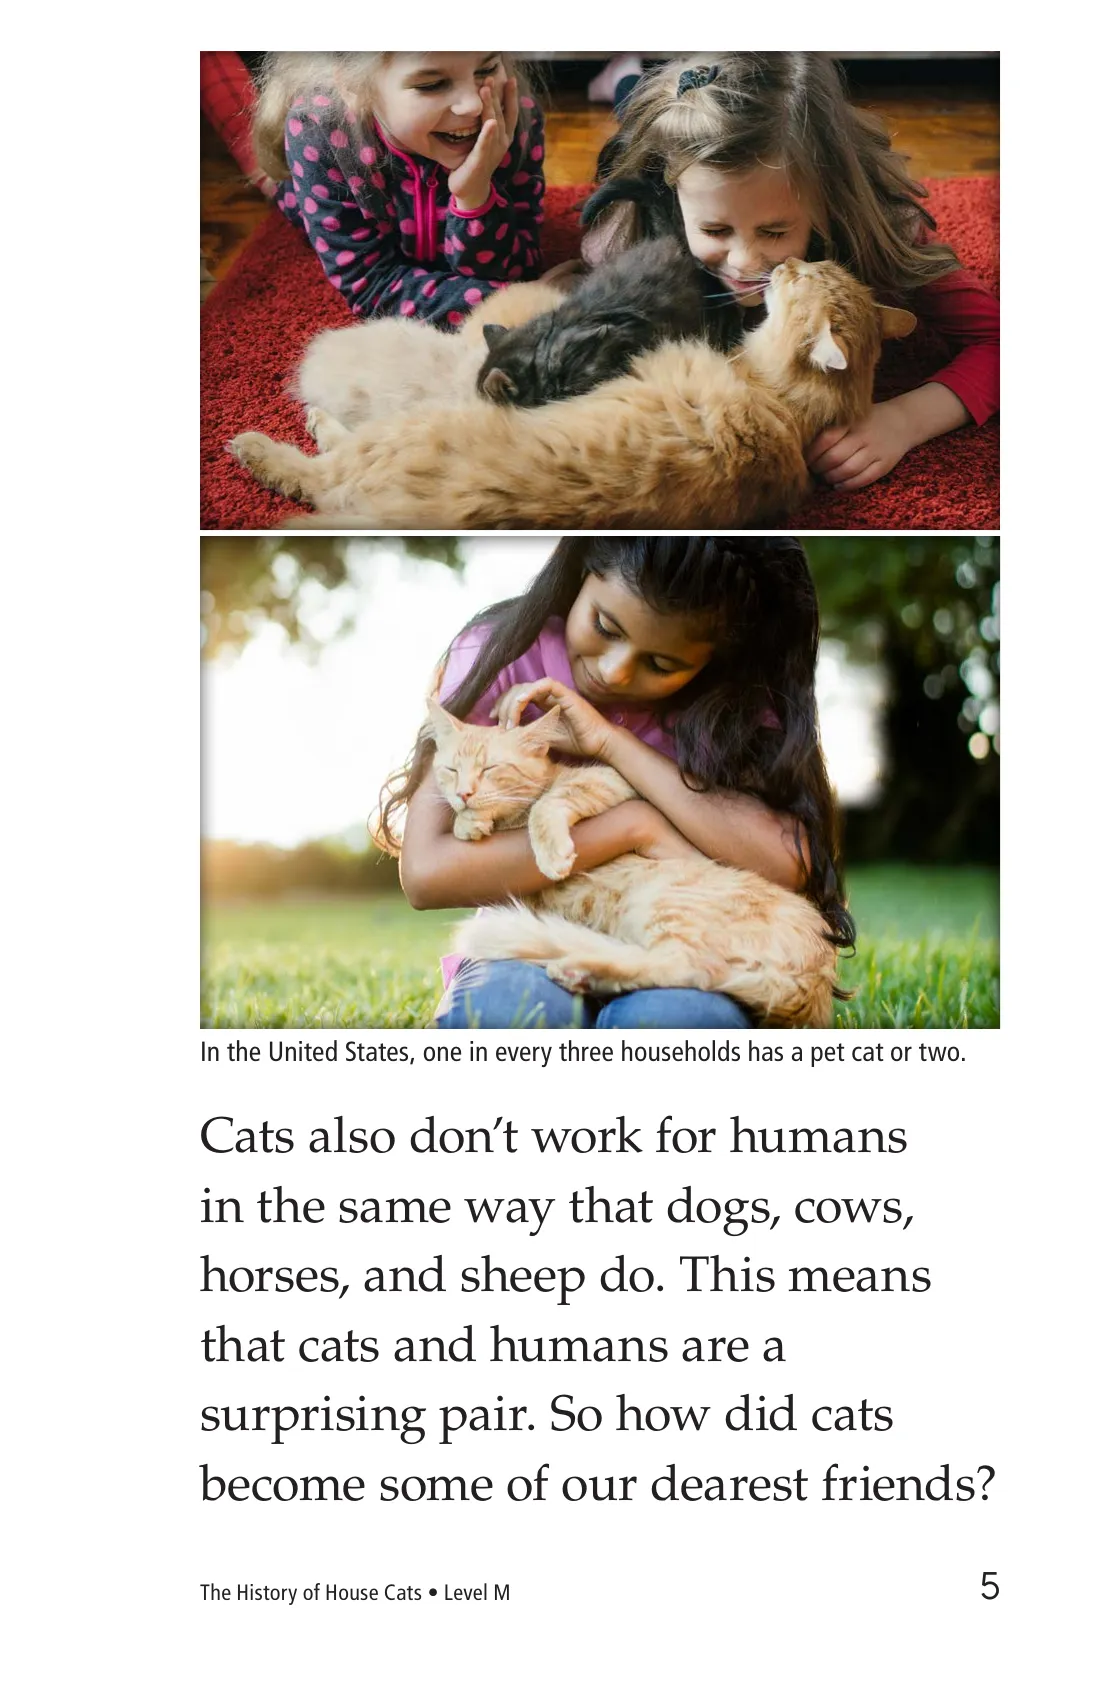 In the United States, one in every three households has a pet cat or two.
Cats also don’t work for humans
in the same way that dogs, cows,
horses, and sheep do. This means
that cats and humans are a
surprising pair. So how did cats
become some of our dearest friends?
The History of House Cats • Level M
5